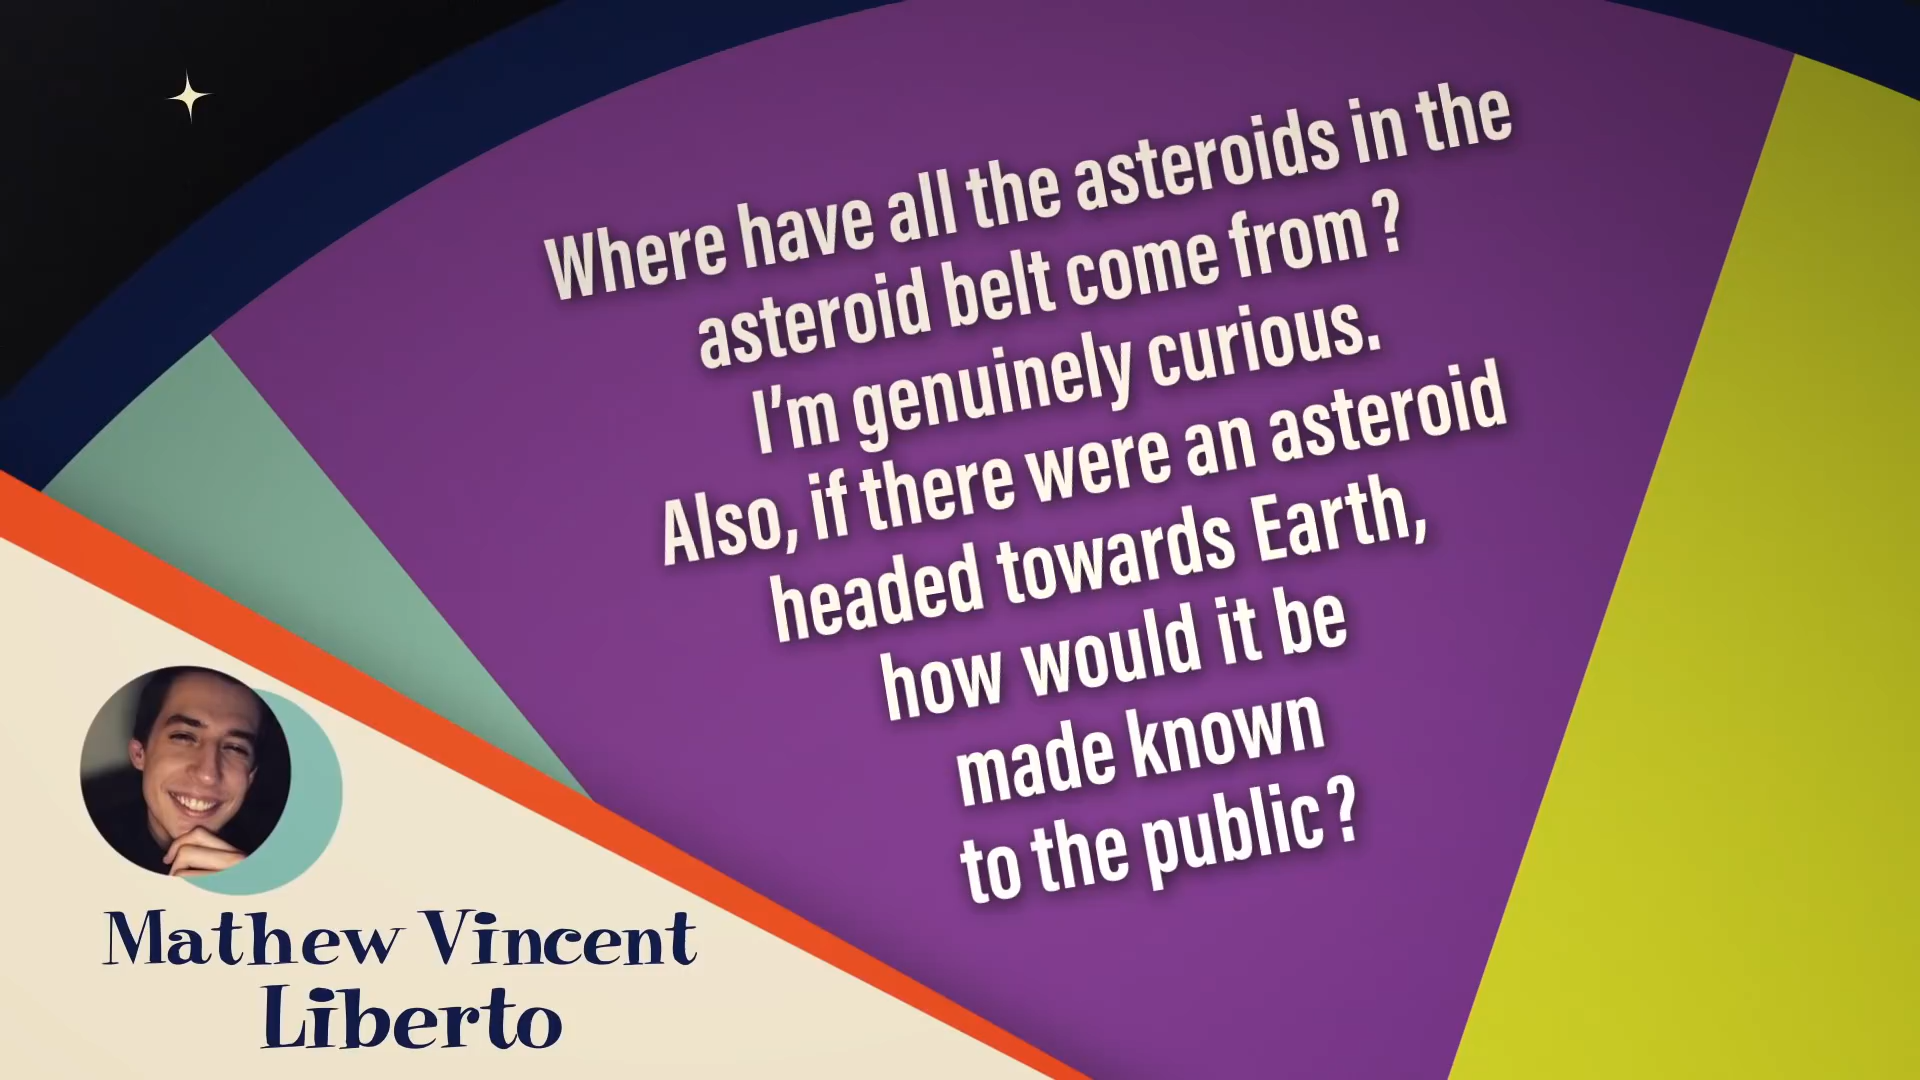 Where have all the asteroids in the
asteroid belt come from?
I'm genuinely curious.
Also, if there were an asteroid
headed towards Earth,
how would it be
made known
to the public?
Mathew Vincent
Liberto